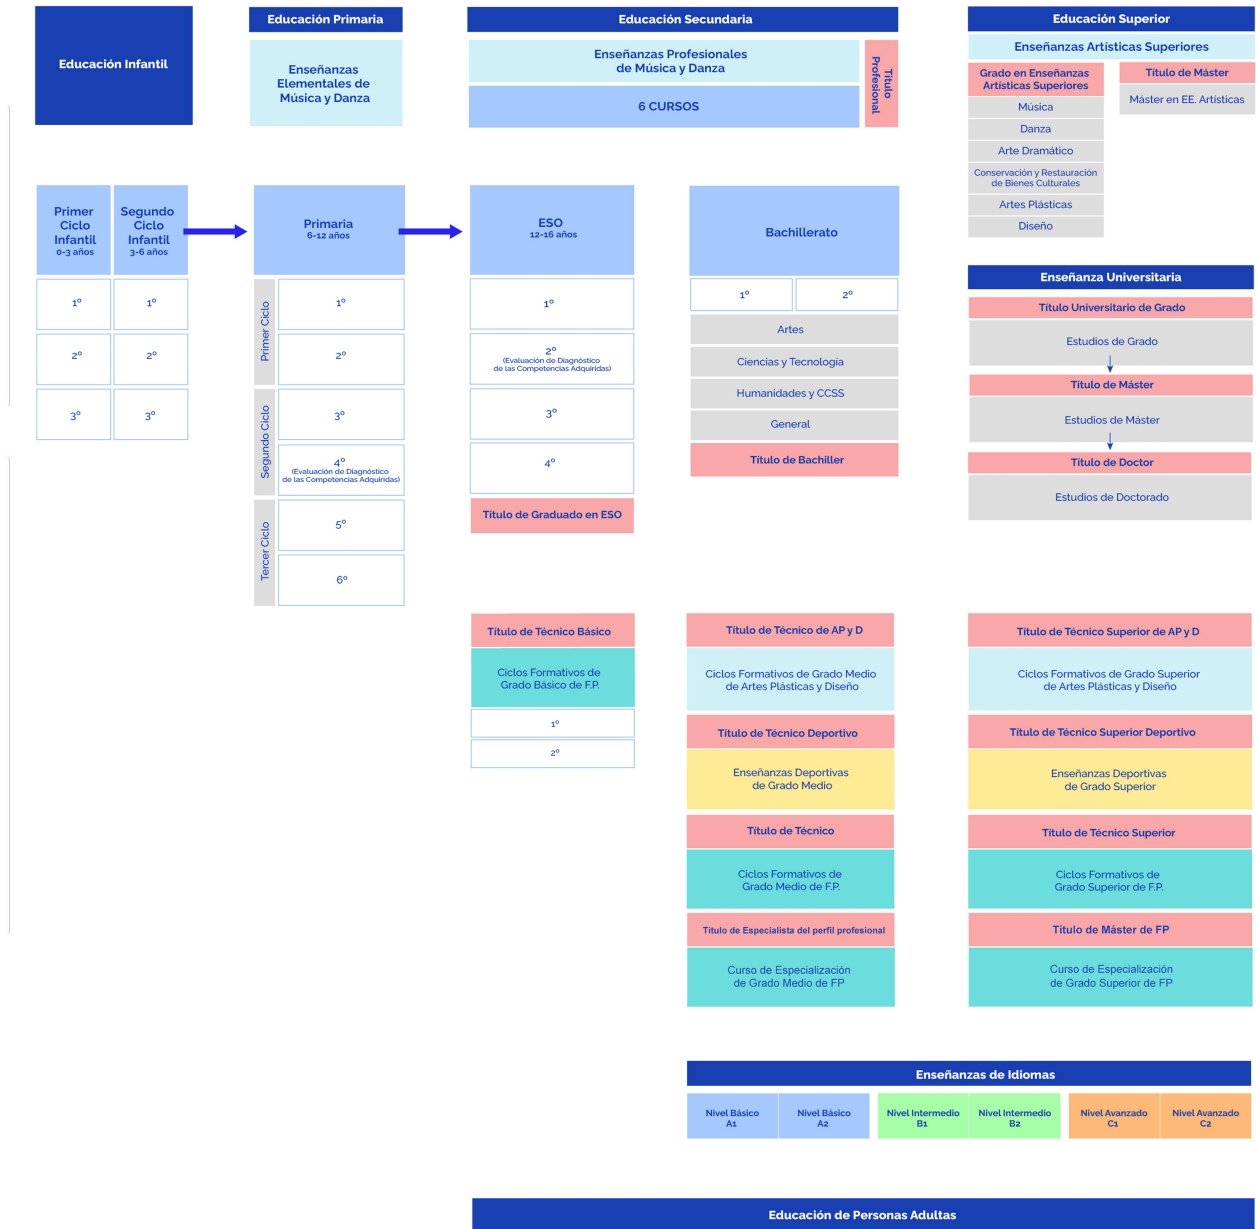 Educación Infantil
Educación Primaria
Enseñanzas
Elementales de
Música y Danza
Educación Secundaria
Enseñanzas Profesionales
de Música y Danza
6 CURSOS
Título
Profesional
Educación Superior
Enseñanzas Artísticas Superiores
Grado en Enseñanzas
Artísticas Superiores
Música
Danza
Arte Dramático
Conservación y Restauración
de Bienes Culturales
Artes Plásticas
Diseño
Título de Máster
Máster en EE. Artísticas
Primer
Ciclo
Infantil
0-3 años
1º
2º
3º
Segundo
Ciclo
Infantil
3-6 años
1º
2º
3º
Primaria
6-12 años
Primer Ciclo
1º
2º
Segundo Ciclo
3º
4º
(Evaluación de Diagnóstico
de las Competencias Adquiridas)
Tercer Ciclo
5º
6º
ESO
12-16 años
1º
2º
(Evaluación de Diagnóstico
de las Competencias Adquiridas)
3º
4º
Título de Graduado en ESO
Bachillerato
1º
2º
Artes
Ciencias y Tecnología
Humanidades y CCSS
General
Título de Bachiller
Enseñanza Universitaria
Título Universitario de Grado
Estudios de Grado
Título de Máster
Estudios de Máster
Título de Doctor
Estudios de Doctorado
Título de Técnico Básico
Ciclos Formativos de
Grado Básico de F.P.
1º
2º
Título de Técnico de AP y D
Ciclos Formativos de Grado Medio
de Artes Plásticas y Diseño
Título de Técnico Deportivo
Enseñanzas Deportivas
de Grado Medio
Título de Técnico
Ciclos Formativos de
Grado Medio de F.P.
Título de Especialista del perfil profesional
Curso de Especialización
de Grado Medio de FP
Título de Técnico Superior de AP y D
Ciclos Formativos de Grado Superior
de Artes Plásticas y Diseño
Título de Técnico Superior Deportivo
Enseñanzas Deportivas
de Grado Superior
Título de Técnico Superior
Ciclos Formativos de
Grado Superior de F.P.
Título de Máster de FP
Curso de Especialización
de Grado Superior de FP
Enseñanzas de Idiomas
Nivel Básico
A1
Nivel Básico
A2
Nivel Intermedio
B1
Nivel Intermedio
B2
Nivel Avanzado
C1
Nivel Avanzado
C2
Educación de Personas Adultas